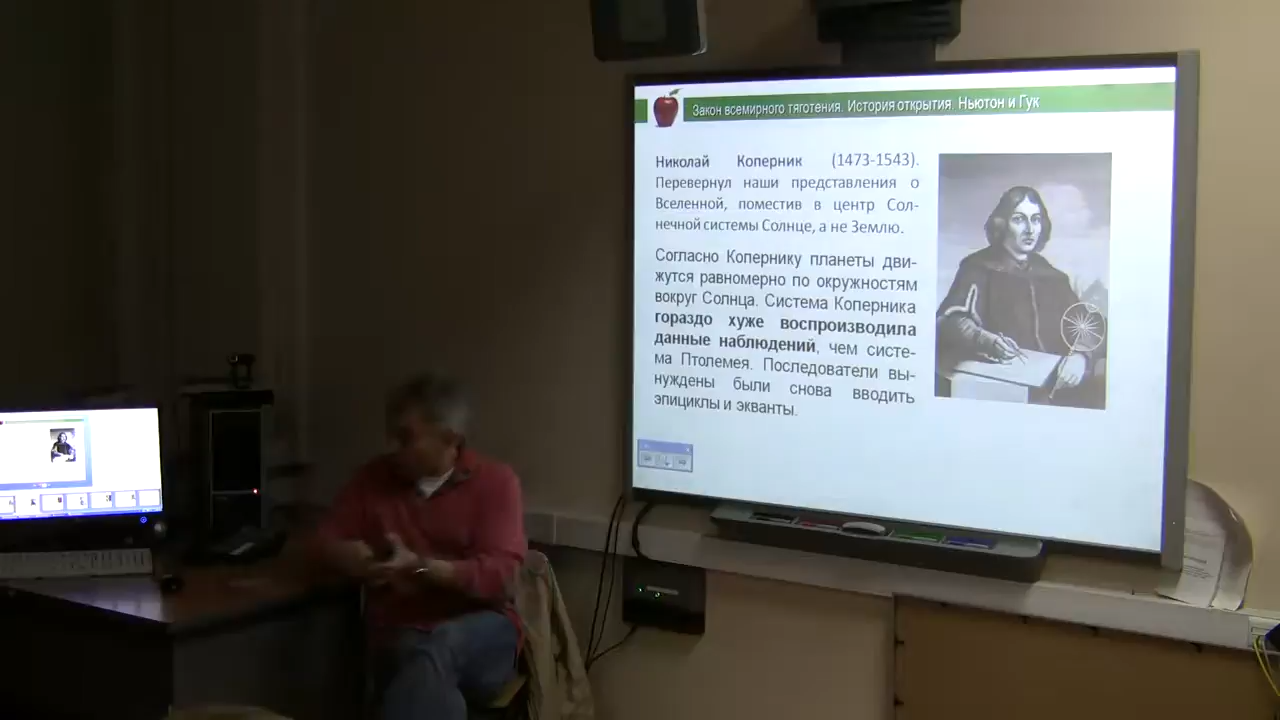 Закон всемирного тяготения. История открытия. Ньютон и Гук
Николай Коперник (1473-1543).
Перевернул наши представления о
Вселенной, поместив в центр Сол-
нечной системы Солнце, а не Землю.
Согласно Копернику планеты дви-
жутся равномерно по окружностям
вокруг Солнца. Система Коперника
гораздо хуже воспроизводила
данные наблюдений, чем систе-
ма Птолемея. Последователи вы-
нуждены были снова вводить
эпициклы и экванты.